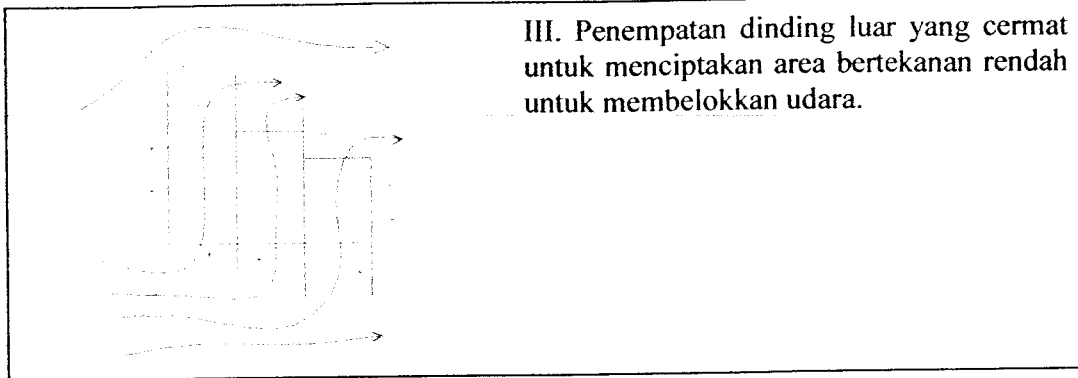 III. Penempatan dinding luar yang cermat
untuk menciptakan area bertekanan rendah
untuk membelokkan udara.